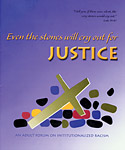 Even the stones will cry out for
JUSTICE
AN ADULT FORUM ON INSTITUTIONALIZED RACISM